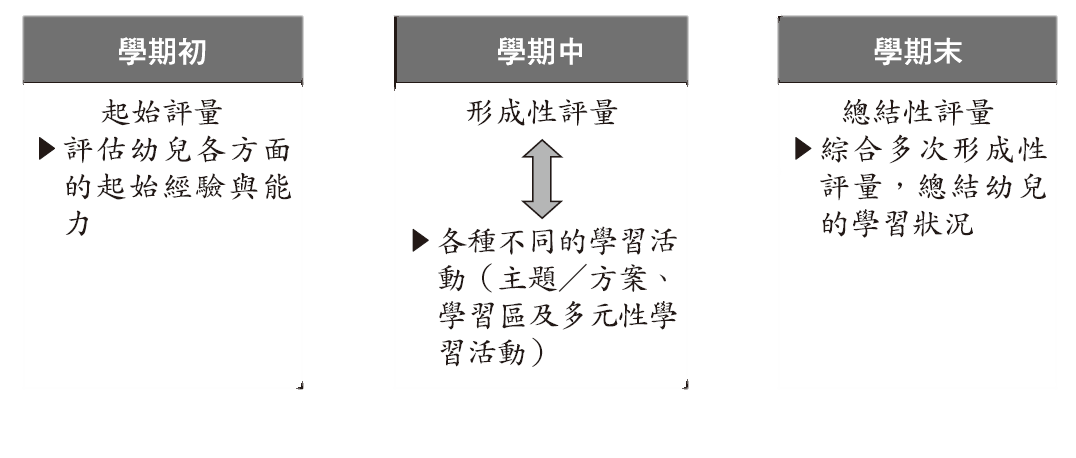 學期初
起始評量
▶評估幼兒各方面
的起始經驗與能
力
學期中
形成性評量
▶各種不同的學習活
動（主題／方案、
學習區及多元性學
習活動）
學期末
總結性評量
▶綜合多次形成性
評量，總結幼兒
的學習狀況